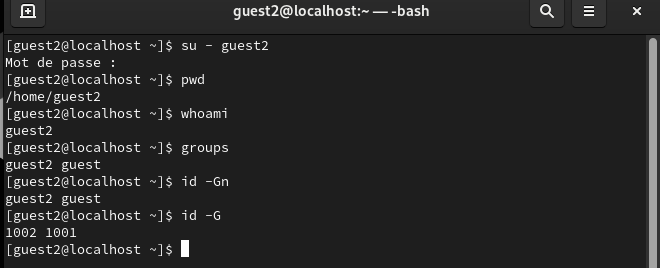 guest2@localhost:~ — -bash
[guest2@localhost ~]$ su - guest2
Mot de passe :
[guest2@localhost ~]$ pwd
/home/guest2
[guest2@localhost ~]$ whoami
guest2
[guest2@localhost ~]$ groups
guest2 guest
[guest2@localhost ~]$ id -Gn
guest2 guest
[guest2@localhost ~]$ id -G
1002 1001
[guest2@localhost ~]$